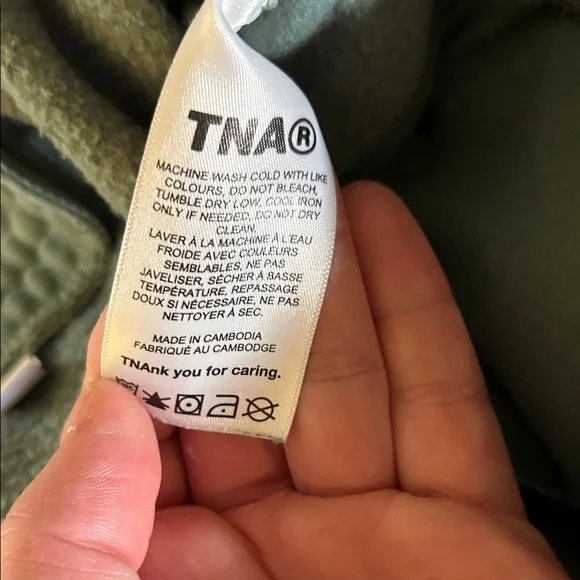 TNA®
MACHINE WASH COLD WITH LIKE
COLOURS, DO NOT BLEACH,
TUMBLE DRY LOW, COOL IRON
ONLY IF NEEDED, DO NOT DRY
CLEAN.
LAVER À LA MACHINE À L'EAU
FROIDE AVEC COULEURS
SEMBLABLES, NE PAS
JAVELISER, SÉCHER À BASSE
TEMPÉRATURE, REPASSAGE
DOUX SI NÉCESSAIRE, NE PAS
NETTOYER À SEC.
MADE IN CAMBODIA
FABRIQUÉ AU CAMBODGE
TNAnk you for caring.